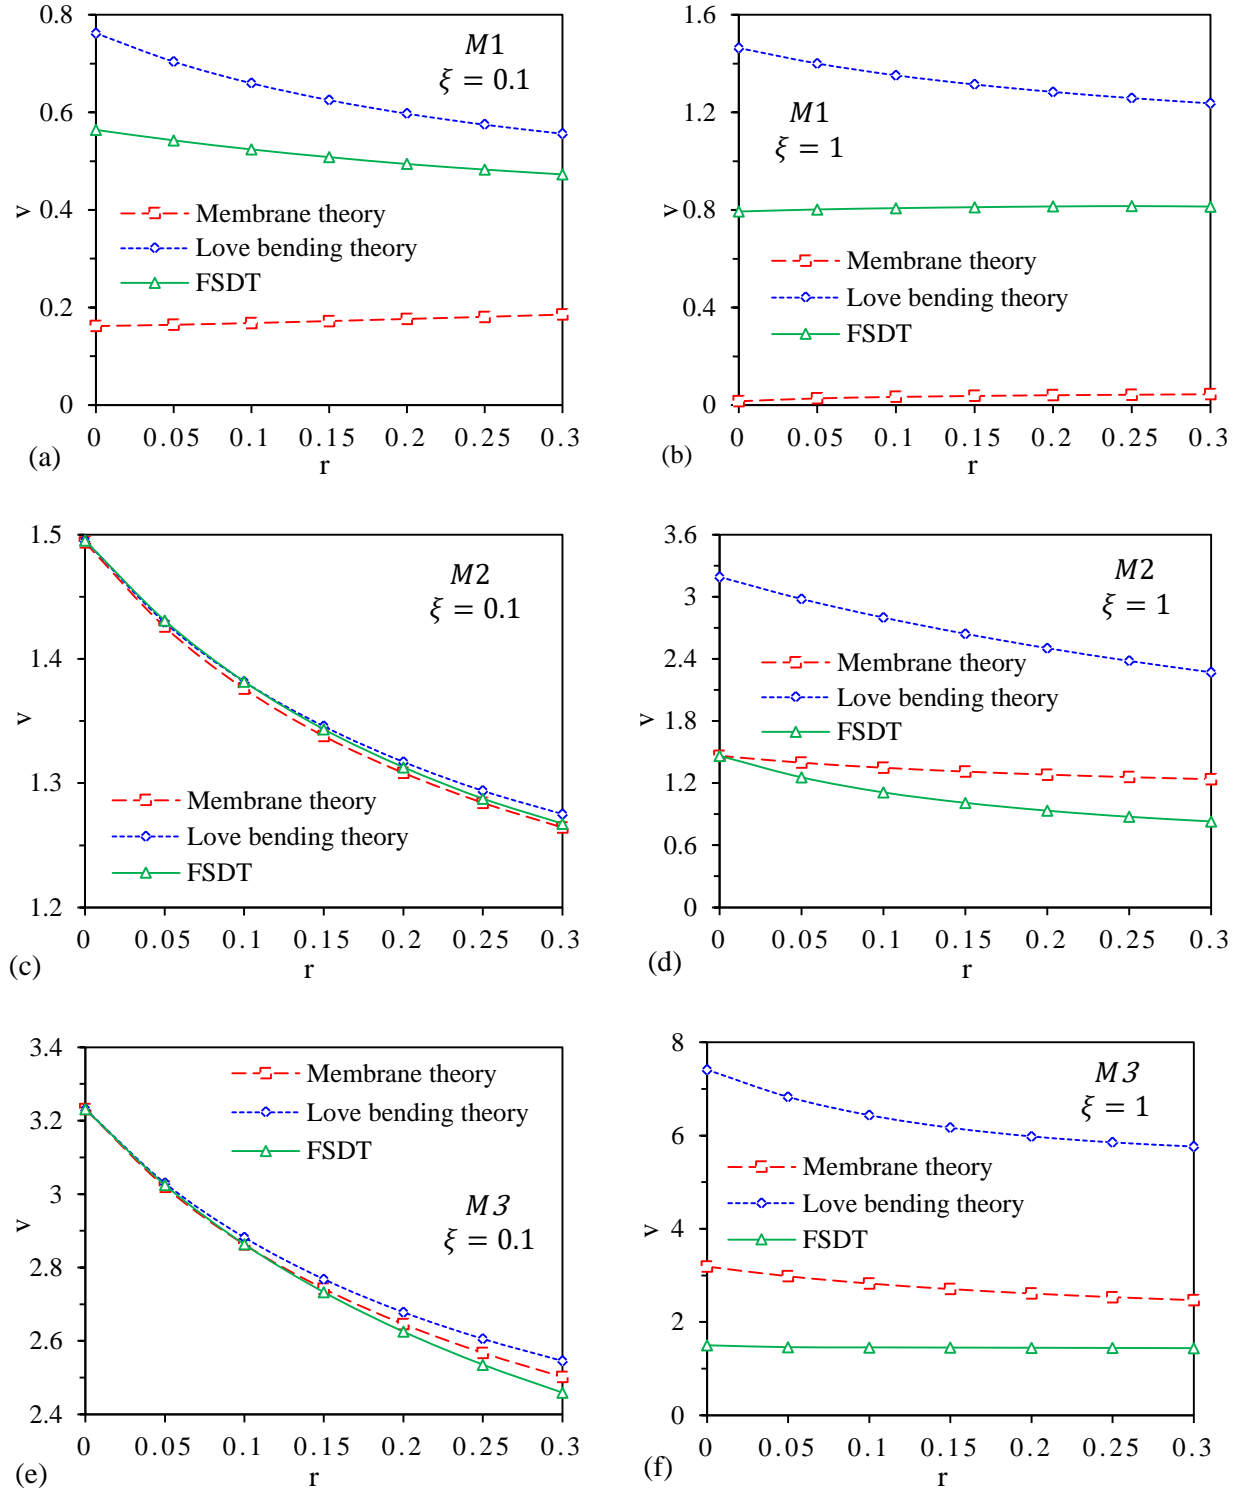 0.8
0.6
0.4
0.2
0
v
M1
ξ = 0.1
Membrane theory
Love bending theory
FSDT
0 0.05 0.1 0.15 0.2 0.25 0.3
(a)
r
1.6
1.2
0.8
0.4
0
v
M1
ξ = 1
Membrane theory
Love bending theory
FSDT
0 0.05 0.1 0.15 0.2 0.25 0.3
(b)
r
1.5
1.4
1.3
1.2
v
M2
ξ = 0.1
Membrane theory
Love bending theory
FSDT
0 0.05 0.1 0.15 0.2 0.25 0.3
(c)
r
3.6
3
2.4
1.8
1.2
0.6
0
v
M2
ξ = 1
Membrane theory
Love bending theory
FSDT
0 0.05 0.1 0.15 0.2 0.25 0.3
(d)
r
3.4
3.2
3
2.8
2.6
2.4
v
Membrane theory
Love bending theory
FSDT
M3
ξ = 0.1
0 0.05 0.1 0.15 0.2 0.25 0.3
(e)
r
8
6
4
2
0
v
M3
ξ = 1
Membrane theory
Love bending theory
FSDT
0 0.05 0.1 0.15 0.2 0.25 0.3
(f)
r